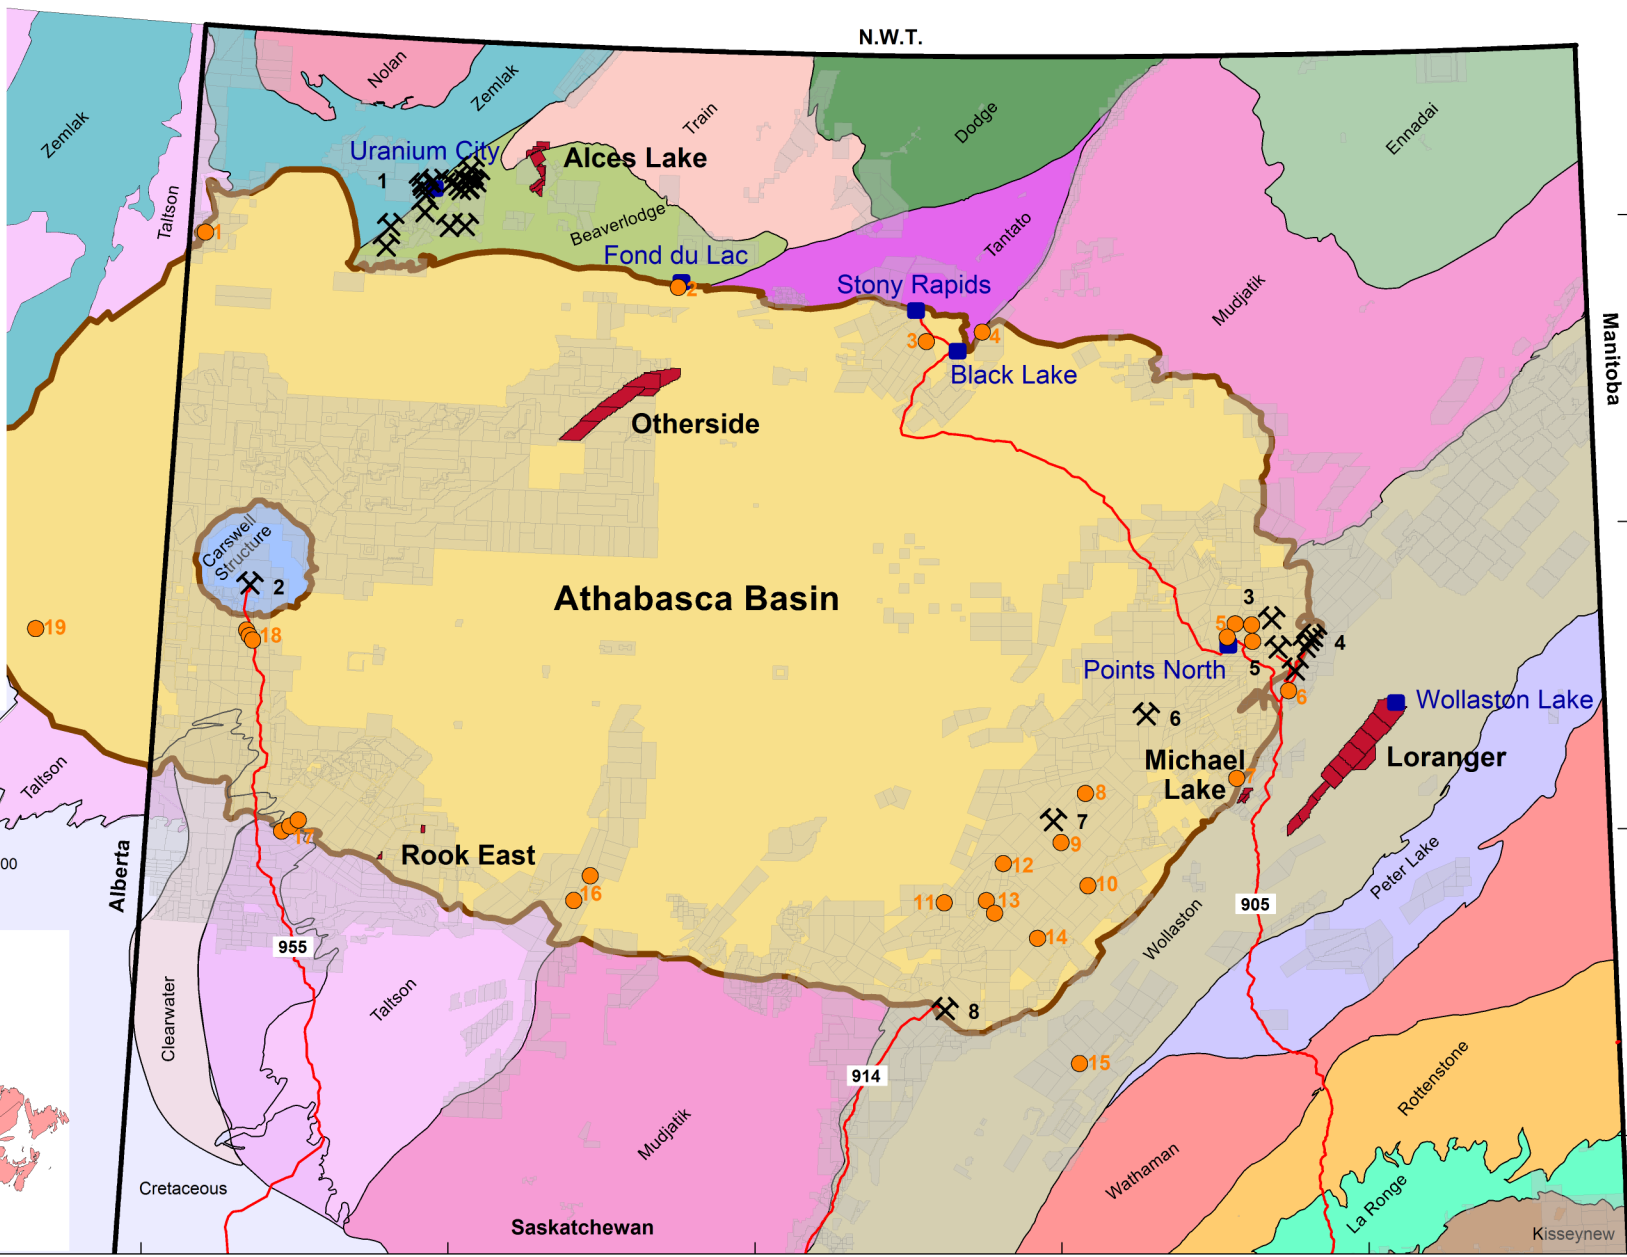 N.W.T.
Nolan
Zemlak
Zemlak
Train
Dodge
Ennadai
Uranium City
Alces Lake
1
Taltson
Beaverlodge
Tantato
1
Fond du Lac
2
Stony Rapids
Mudjatik
3
4
Manitoba
Black Lake
Otherside
Carswell
Structure
2
Athabasca Basin
3
19
18
5
4
Points North
5
6
Wollaston Lake
6
Michael
Lake
Loranger
7
Taltson
8
7
17
Rook East
9
00
Alberta
12
Peter Lake
10
16
11
13
905
14
Wollaston
955
Clearwater
Taltson
8
15
914
Rottenstone
Mudjatik
Wathaman
Cretaceous
La Ronge
Saskatchewan
Kisseynew